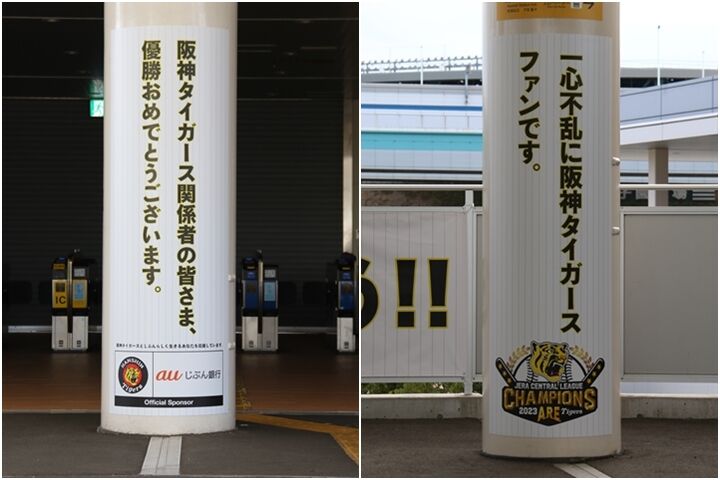 阪神タイガース関係者の皆さま、
優勝おめでとうございます。
HANSHIN
Tigers
au じぶん銀行
Official Sponsor
IC
一心不乱に阪神タイガース
ファンです。
!!
JERA CENTRAL LEAGUE
CHAMPIONS
2023 ARE Tigers